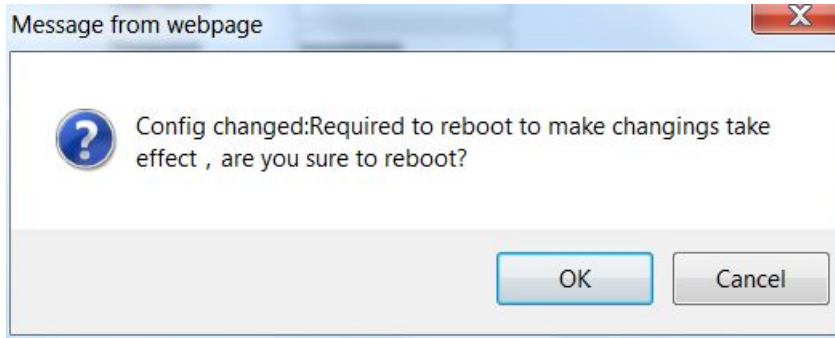 Message from webpage
Config changed:Required to reboot to make changings take
effect , are you sure to reboot?
OK
Cancel